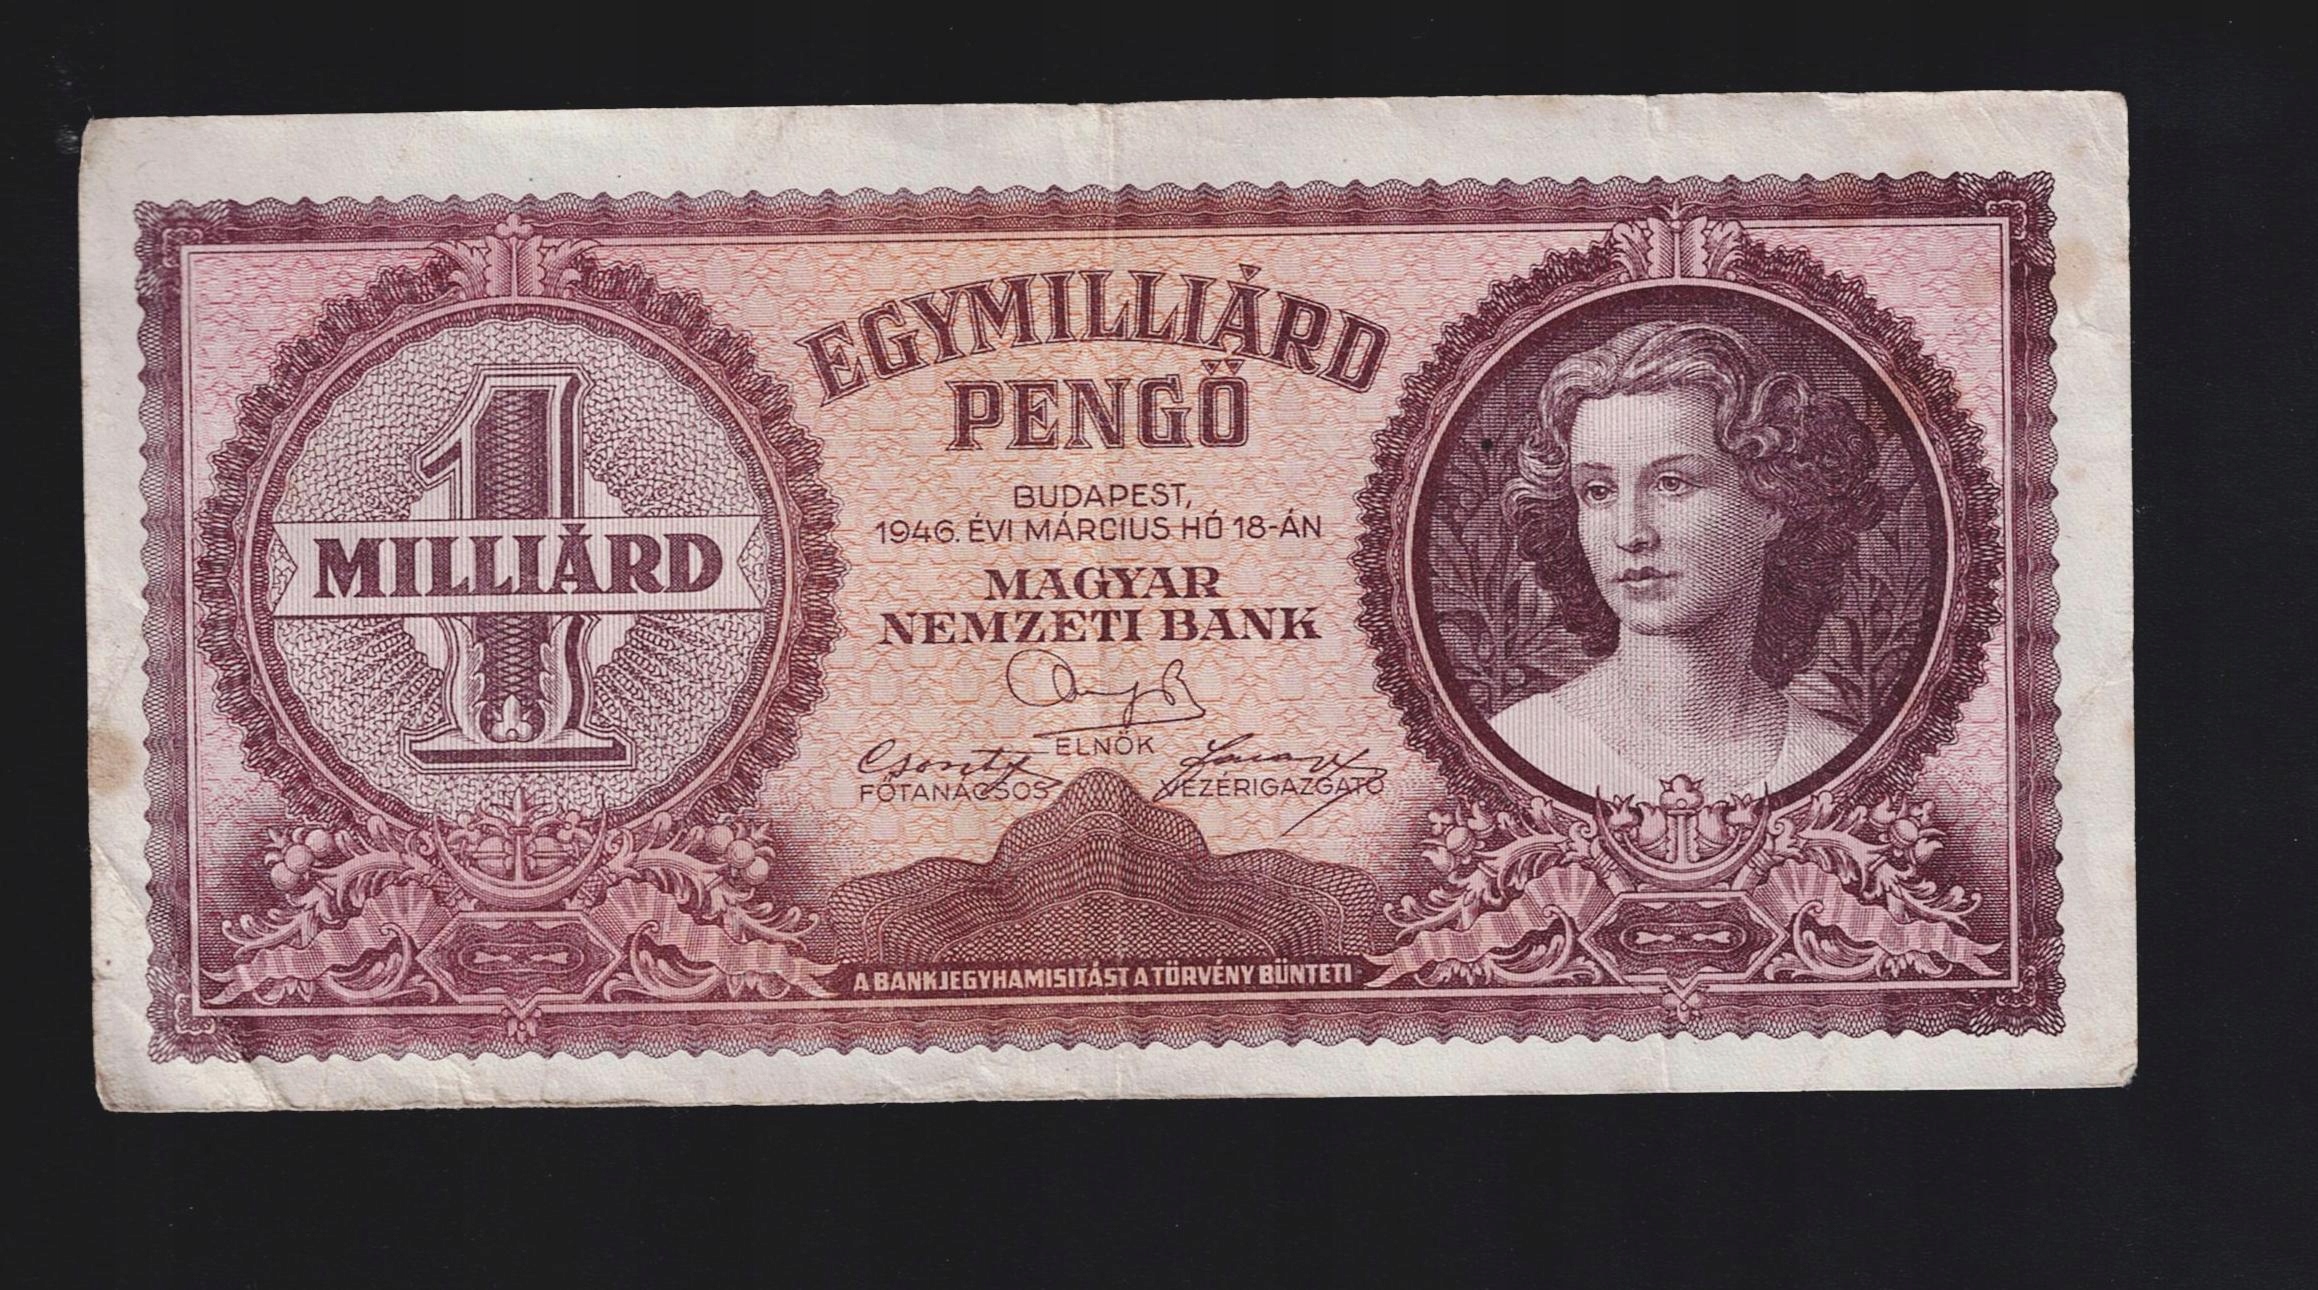 EGYMILLIÁRD
PENGŐ
1
MILLIÁRD
BUDAPEST,
1946. ÉVI MÁRCIUS HÓ 18-ÁN
MAGYAR
NEMZETI BANK
ELNÖK
FŐTANÁCSOS
VEZÉRIGAZGATÓ
A BANKJEGYHAMISITÁST A TÖRVÉNY BÜNTETI